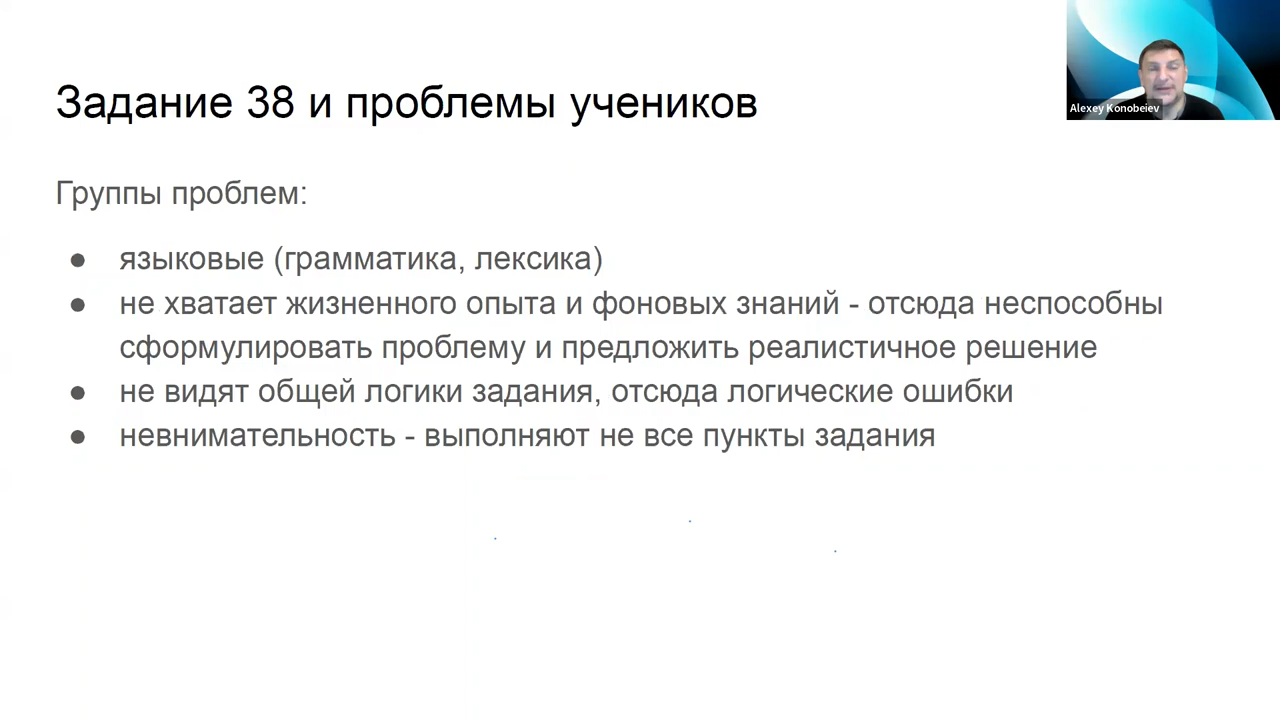 Задание 38 и проблемы учеников
Alexey Konobeiev
Группы проблем:
● языковые (грамматика, лексика)
● не хватает жизненного опыта и фоновых знаний - отсюда неспособны
сформулировать проблему и предложить реалистичное решение
● не видят общей логики задания, отсюда логические ошибки
● невнимательность - выполняют не все пункты задания